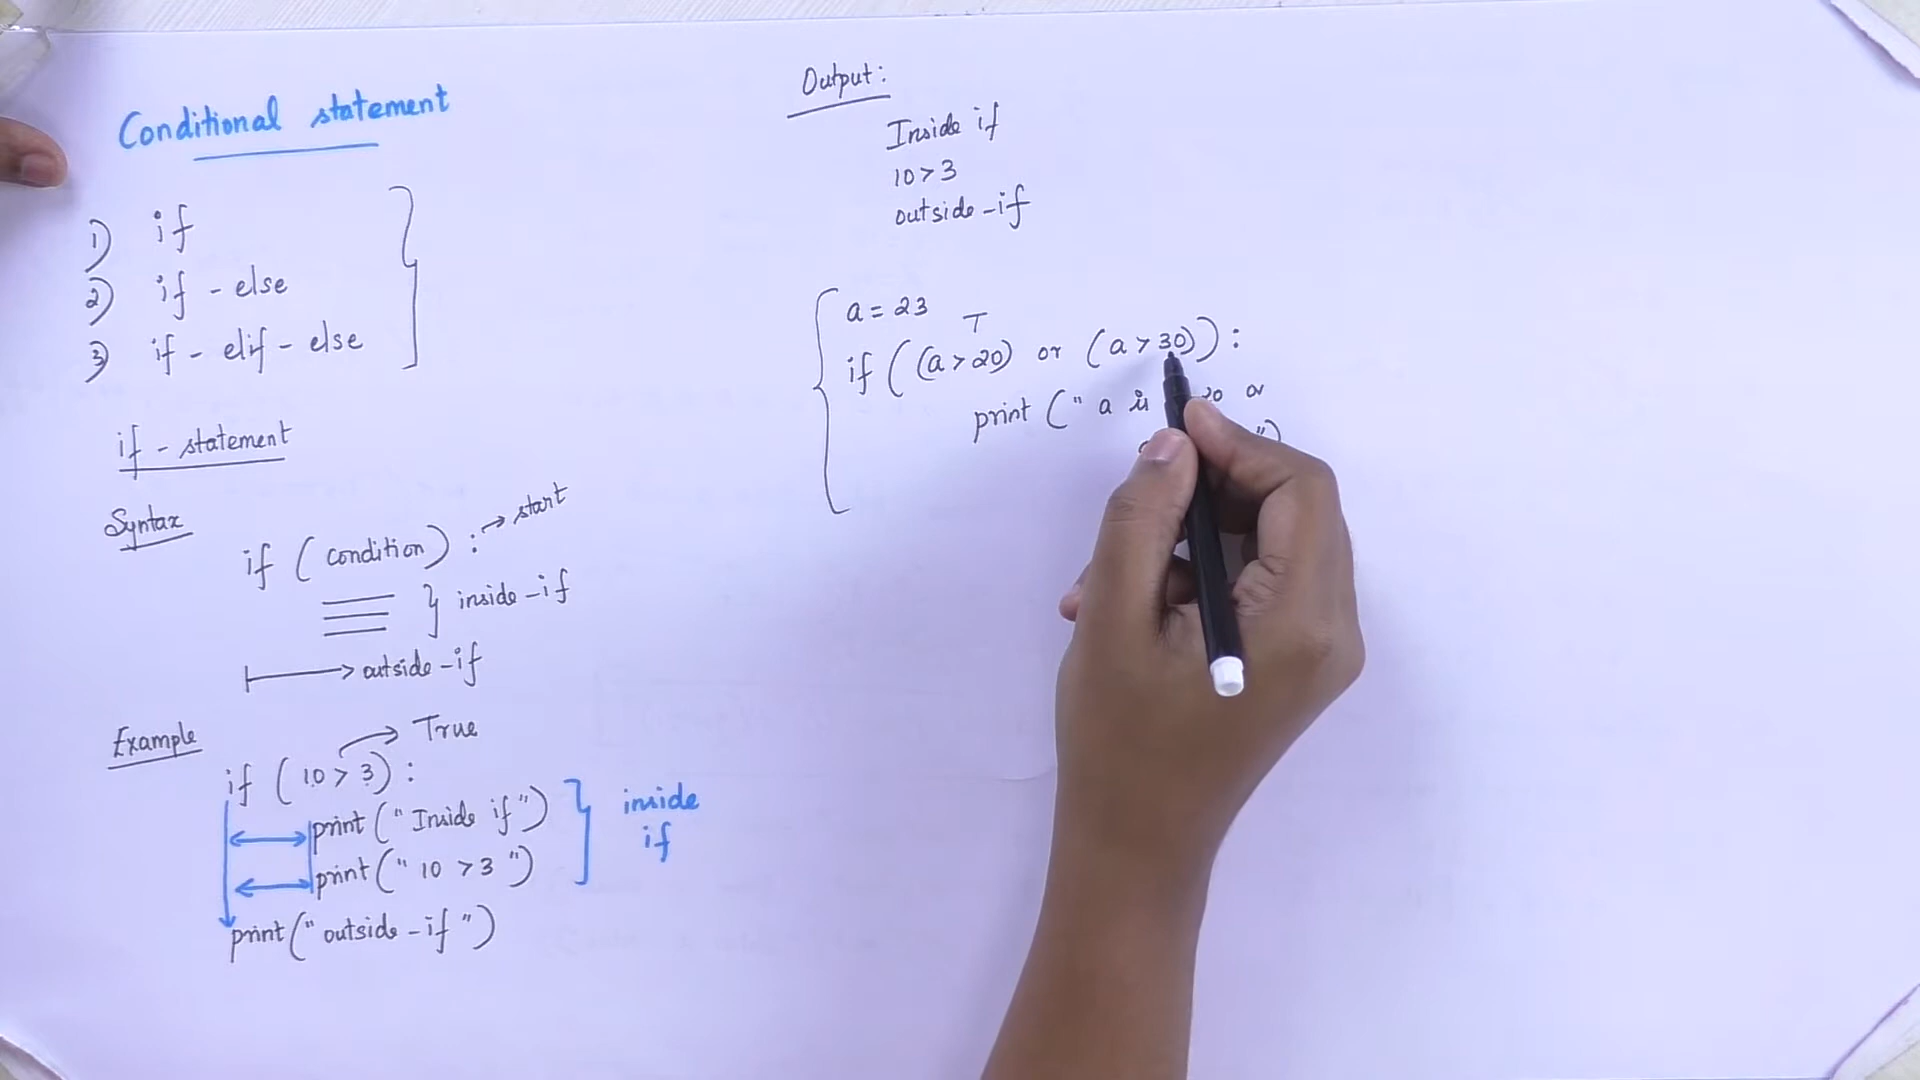 Conditional statement
1) if
2) if - else
3) if - elif - else
if - statement
Syntax
if ( condition ) : → start
inside - if
outside - if
Example
True
if ( 10 > 3 ) :
print ( " Inside if " )
print ( " 10 > 3 " )
inside
if
print ( " outside - if " )
Output :
Inside if
10 > 3
outside - if
a = 23
T
if ( ( a > 20 ) or ( a > 30 ) ) :
print ( " a is
" )